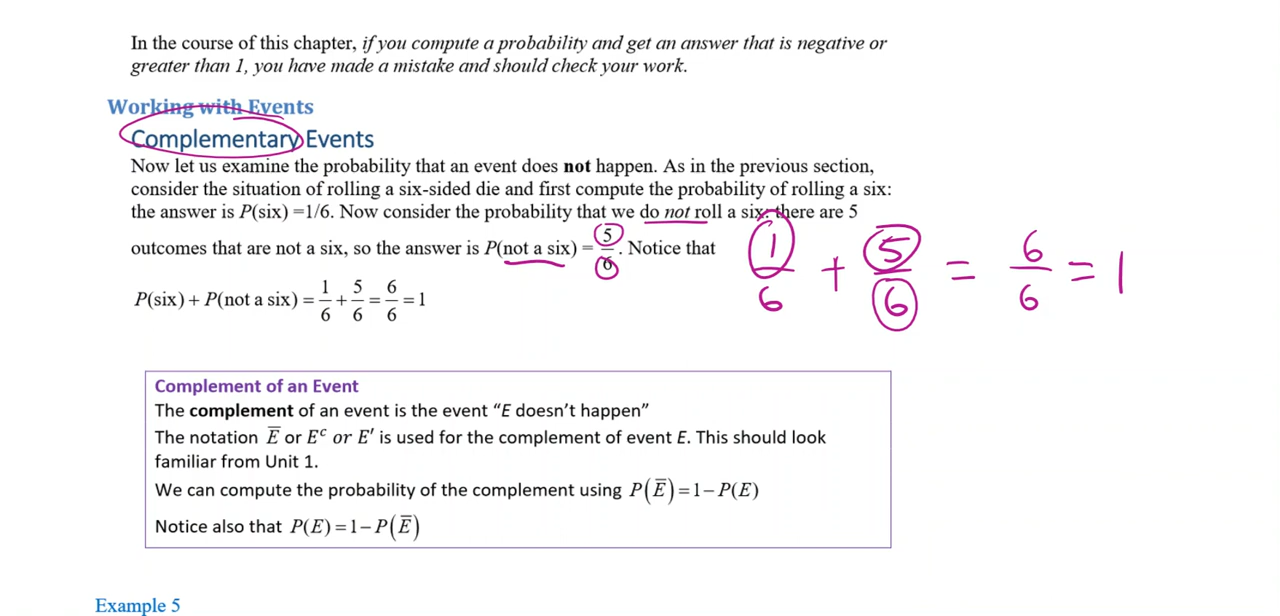 In the course of this chapter, if you compute a probability and get an answer that is negative or
greater than 1, you have made a mistake and should check your work.
Working with Events
Complementary Events
Now let us examine the probability that an event does not happen. As in the previous section,
consider the situation of rolling a six-sided die and first compute the probability of rolling a six:
the answer is P(six) =1/6. Now consider the probability that we do not roll a six: there are 5
outcomes that are not a six, so the answer is P(not a six) = 5/6. Notice that
1/6 + 5/6 = 6/6 = 1
P(six) + P(not a six) = 1/6 + 5/6 = 6/6 = 1
Complement of an Event
The complement of an event is the event “E doesn’t happen”
The notation E̅ or Eᶜ or E′ is used for the complement of event E. This should look
familiar from Unit 1.
We can compute the probability of the complement using P(E̅) = 1 – P(E)
Notice also that P(E) = 1 – P(E̅)
Example 5